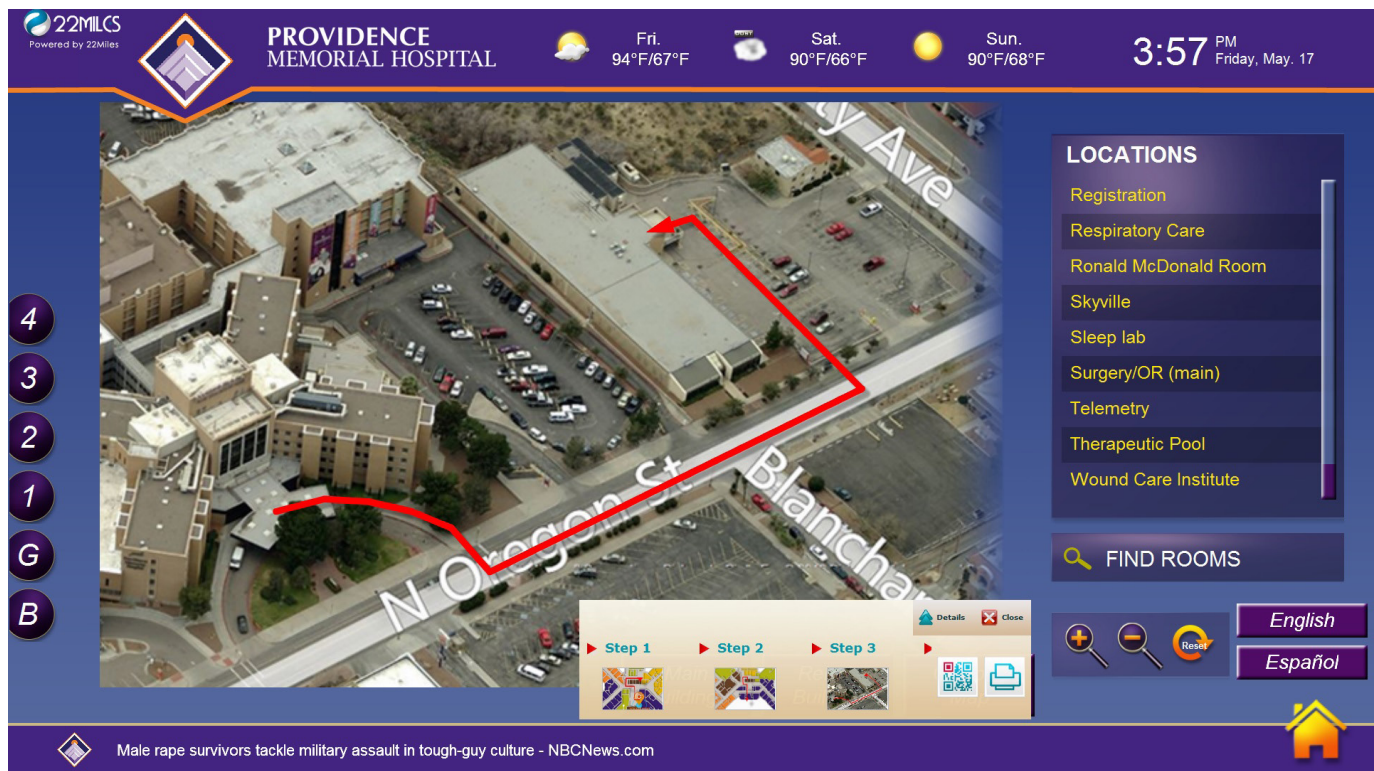 22MILCS
Powered by 22Miles
PROVIDENCE
MEMORIAL HOSPITAL
Fri.
94°F/67°F
Sat.
90°F/66°F
Sun.
90°F/68°F
3:57 PM
Friday, May. 17
ty Ave
N Oregon St
Blancha
4
3
2
1
G
B
LOCATIONS
Registration
Respiratory Care
Ronald McDonald Room
Skyville
Sleep lab
Surgery/OR (main)
Telemetry
Therapeutic Pool
Wound Care Institute
FIND ROOMS
Reset
English
Español
Details
Close
Step 1
Step 2
Step 3
Male rape survivors tackle military assault in tough-guy culture - NBCNews.com